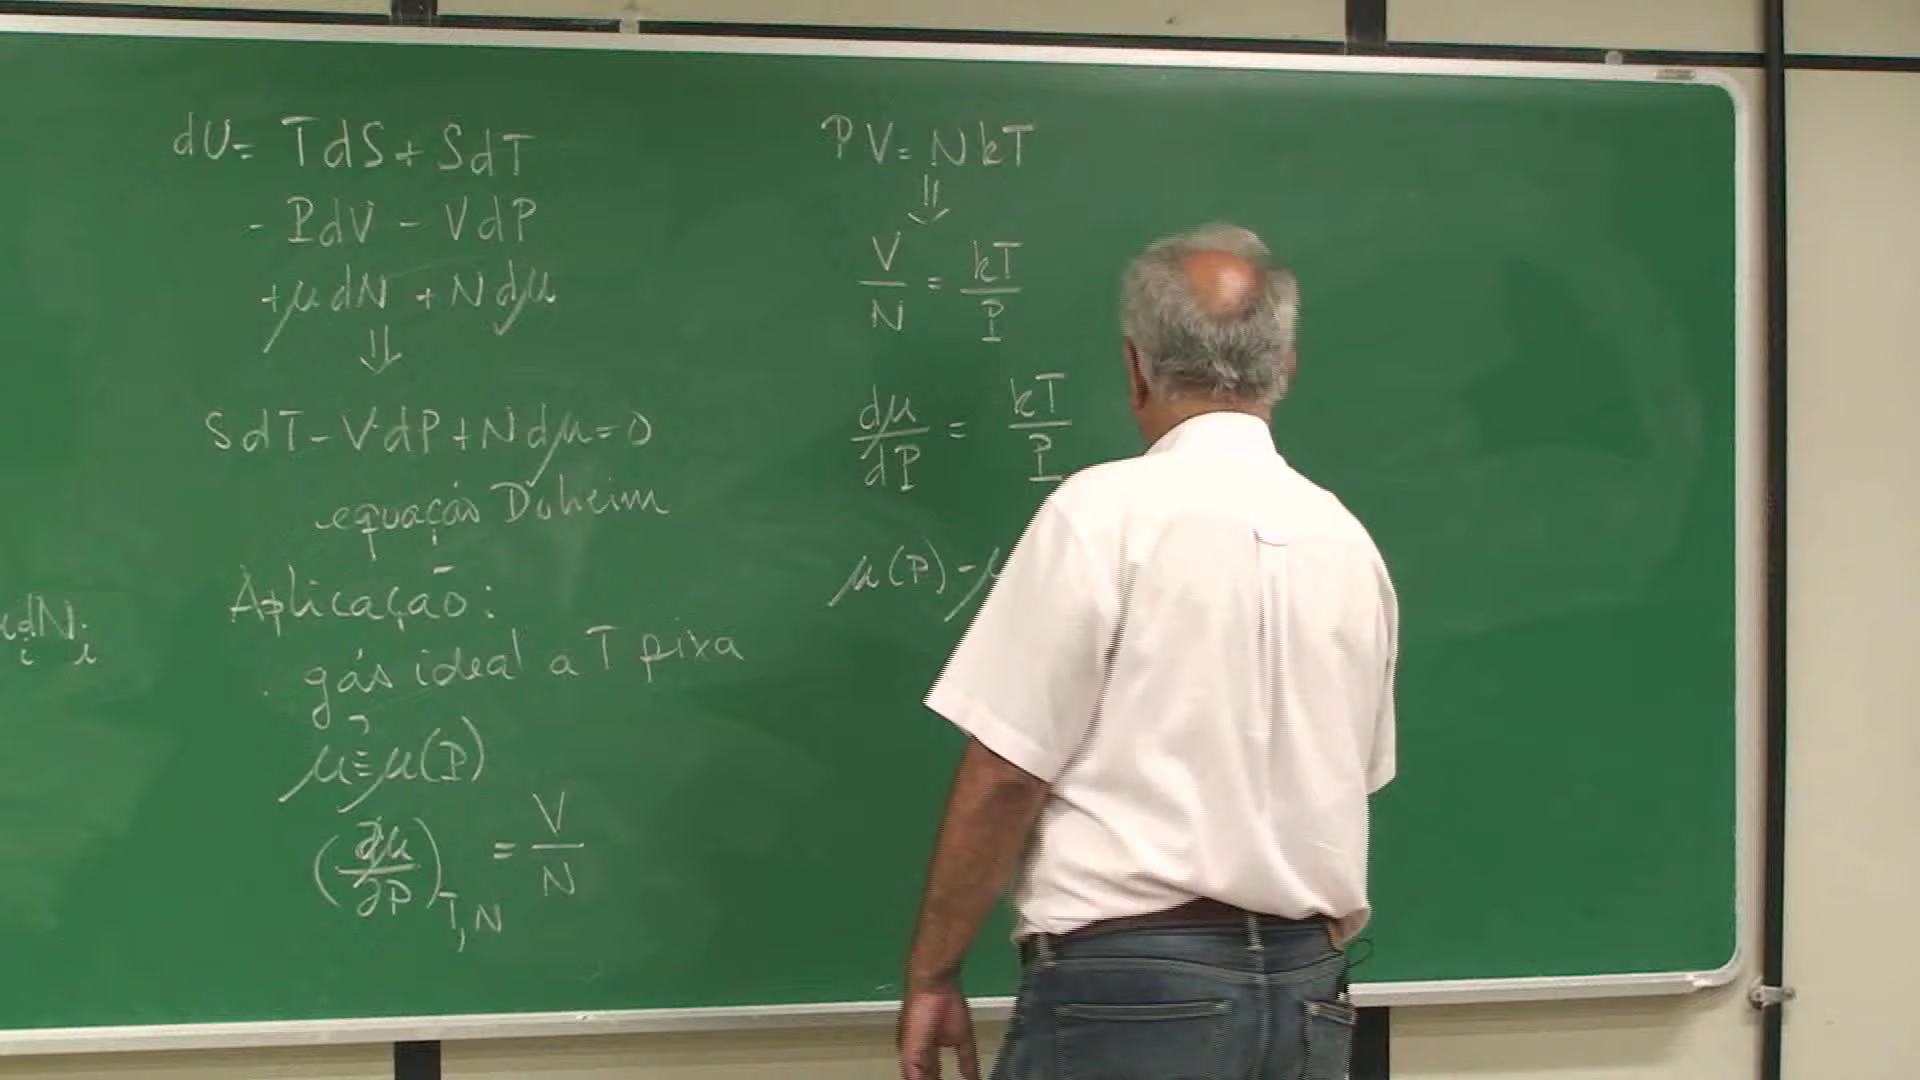 dU = TdS + SdT
- PdV - VdP
+ μdN + Ndμ
⇓
SdT - VdP + Ndμ = 0
equação Duheim
Aplicação:
gás ideal a T fixa
μ = μ(P)
(∂μ/∂P)T,N = V/N
μdN
i i
PV = NkT
⇓
V/N = kT/P
dμ/dP = kT/P
μ(P) - μ